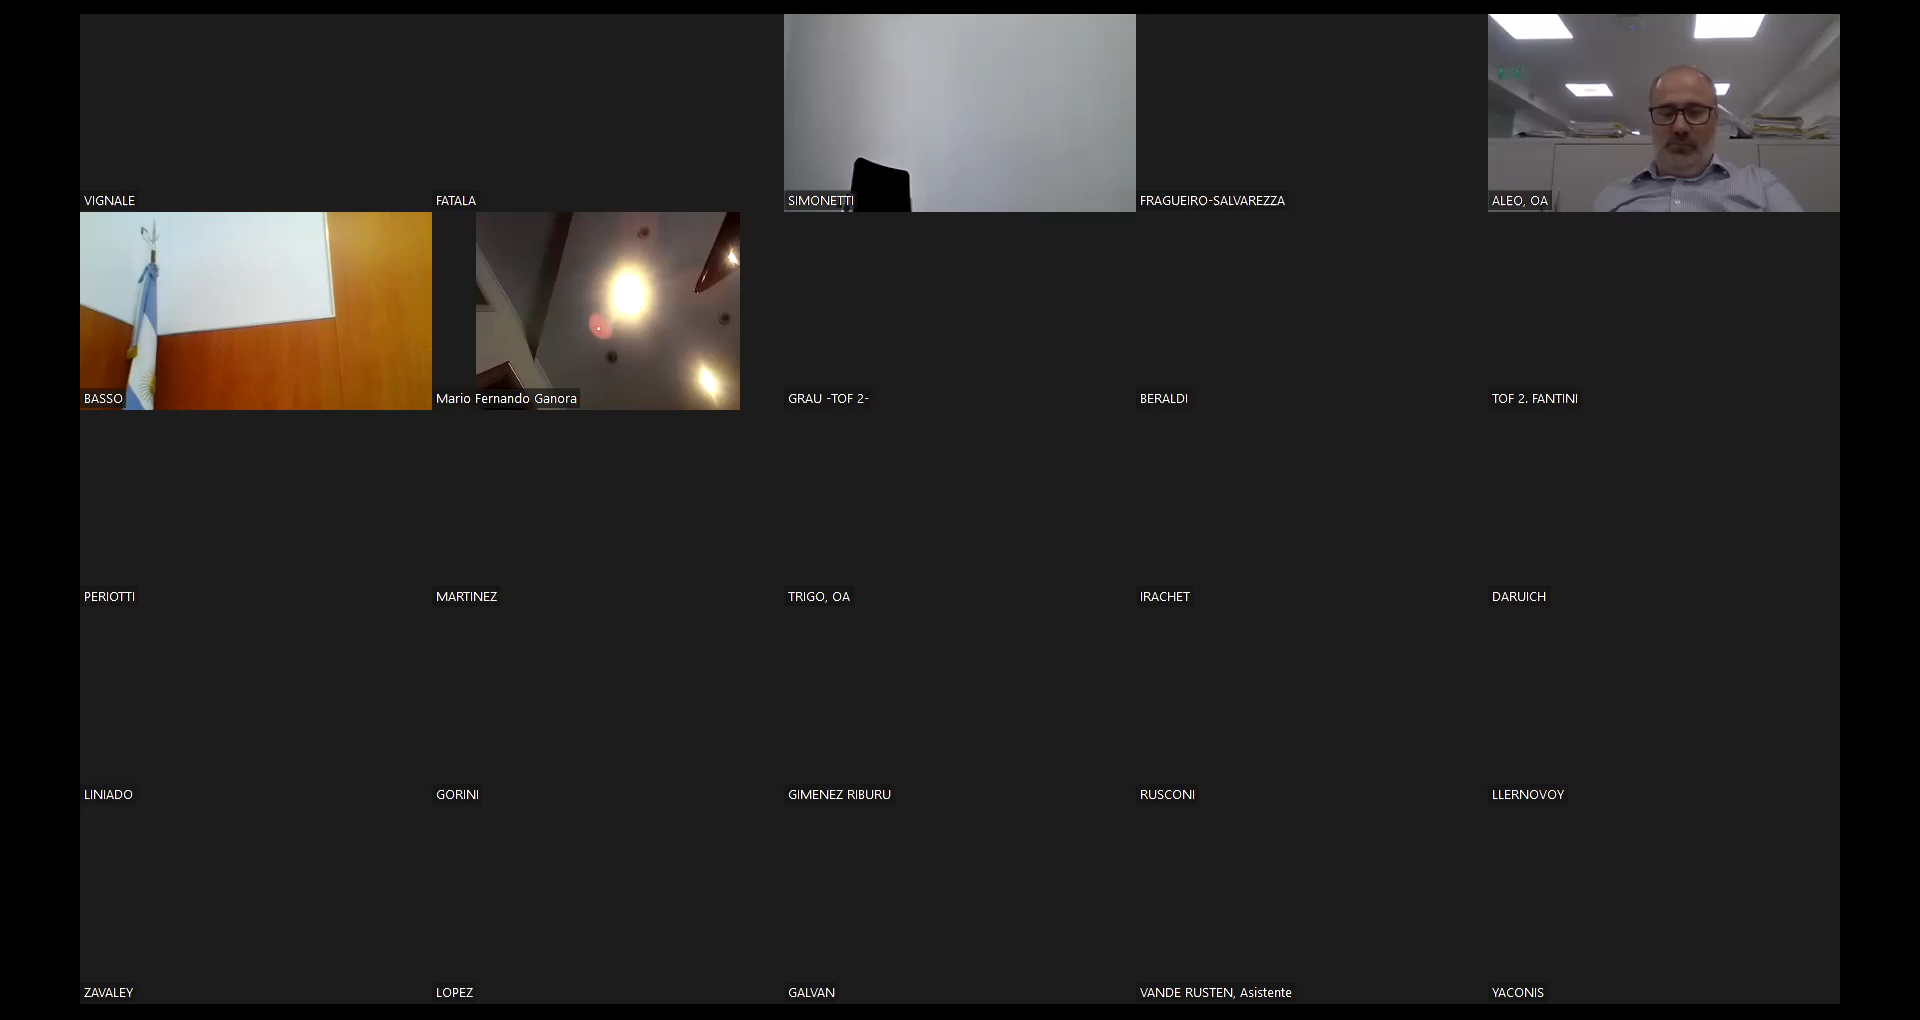 VIGNALE
FATALA
SIMONETTI
FRAGUEIRO-SALVAREZZA
ALEO, OA
BASSO
Mario Fernando Ganora
GRAU -TOF 2-
BERALDI
TOF 2. FANTINI
PERIOTTI
MARTINEZ
TRIGO, OA
IRACHET
DARUICH
LINIADO
GORINI
GIMENEZ RIBURU
RUSCONI
LLERNOVOY
ZAVALEY
LOPEZ
GALVAN
VANDE RUSTEN, Asistente
YACONIS